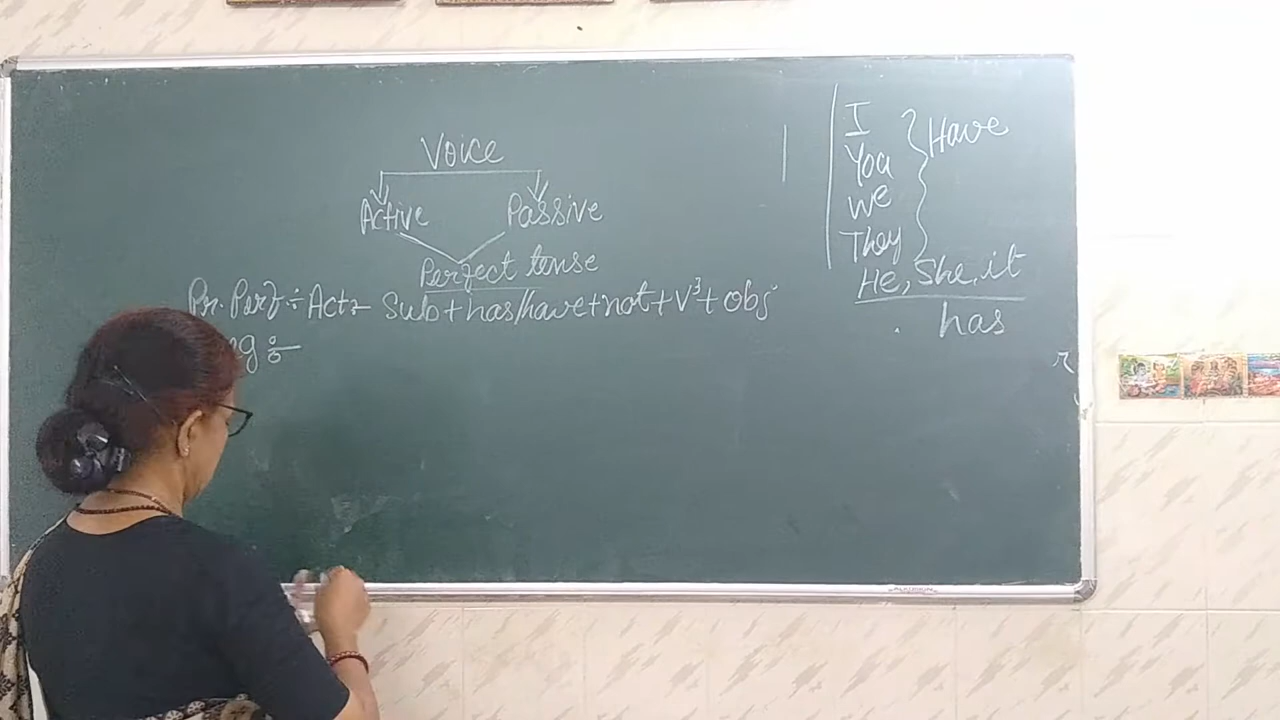 Voice
Active Passive
Perfect tense
Pr. Perf ÷ Act:- Sub + has/have + not + V³ + obj
I
You
We
They
Have
He, She, it
has